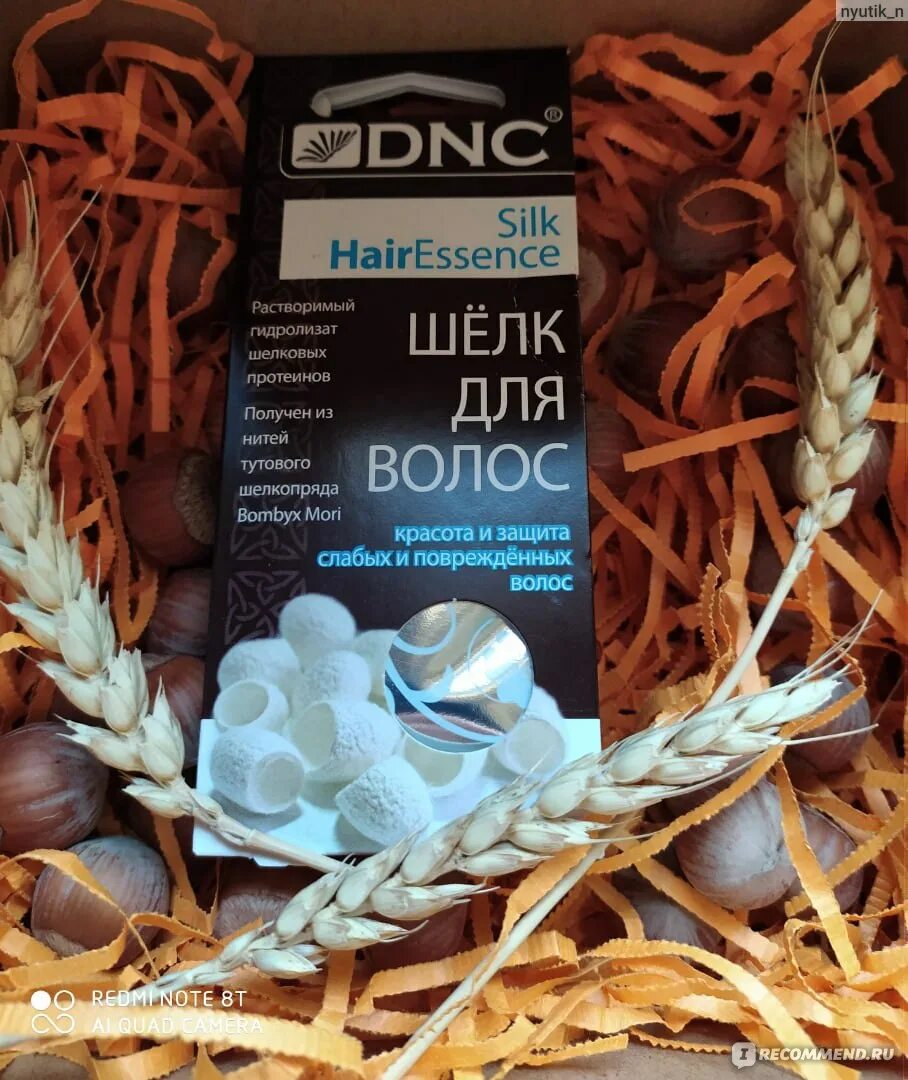 nyutik_n
DNC®
Silk
HairEssence
Растворимый
гидролизат
шелковых
протеинов
Получен из
нитей
тутового
шелкопряда
Bombyx Mori
ШЁЛК
ДЛЯ
ВОЛОС
красота и защита
слабых и повреждённых
волос
REDMI NOTE 8T
AI QUAD CAMERA
IRECOMMEND.RU